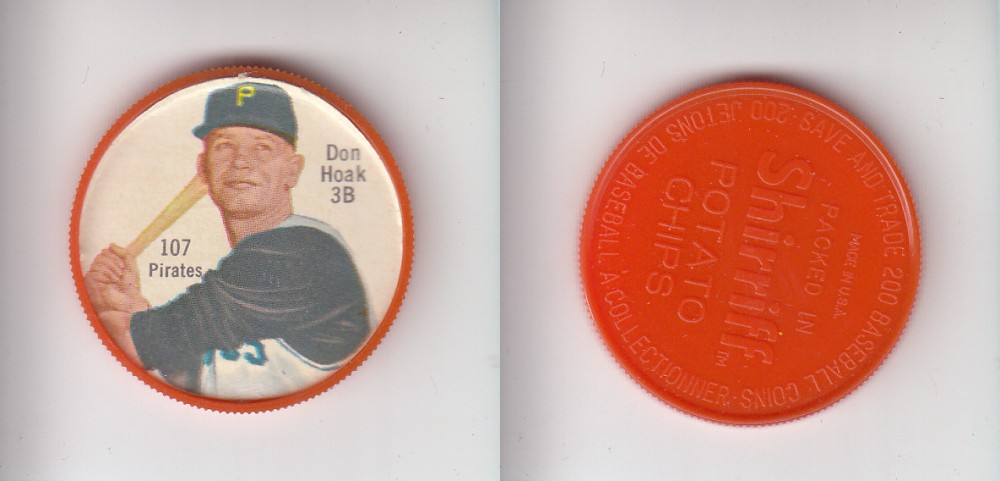 P
Don
Hoak
3B
107
Pirates
SAVE AND TRADE 200 BASEBALL COINS · 200 JETONS DE BASEBALL À COLLECTIONNER ·
MADE IN U.S.A.
PACKED IN
Shirriff TM
POTATO
CHIPS